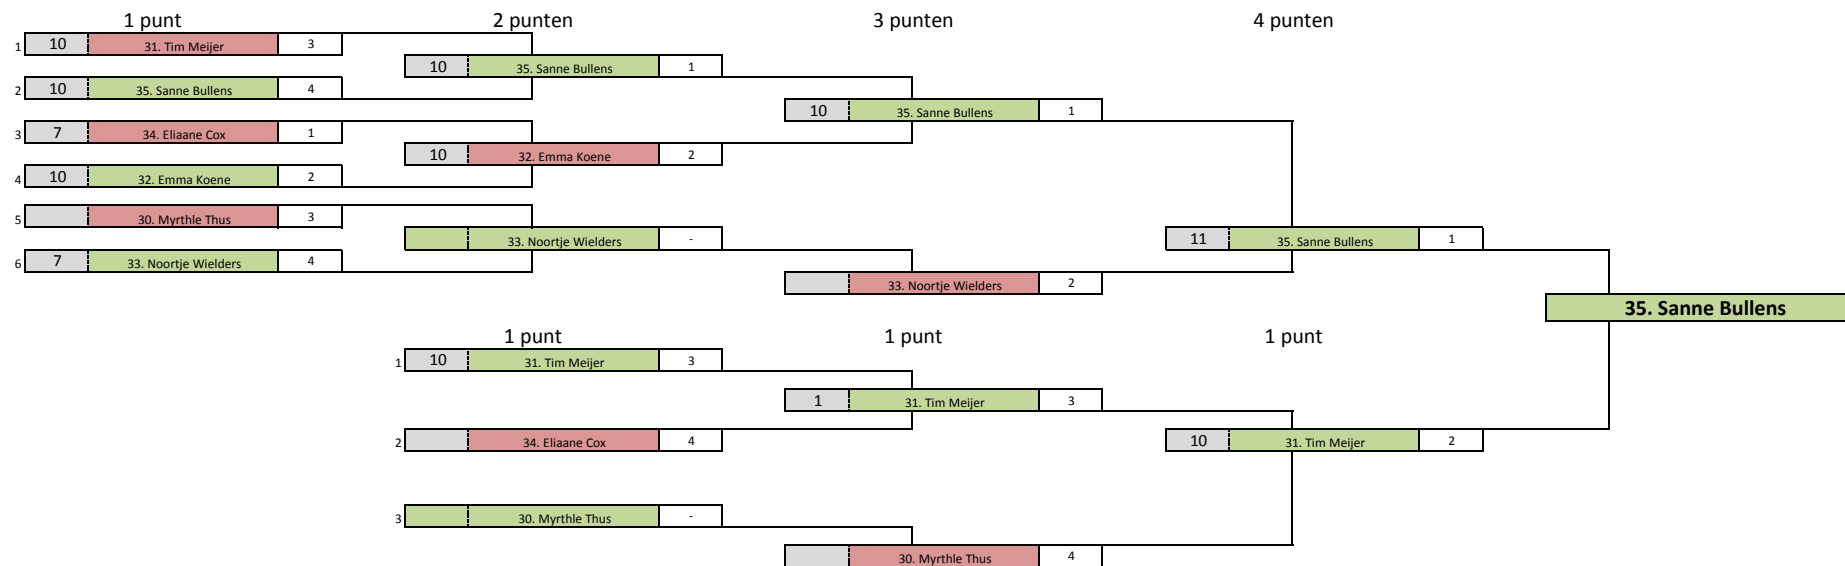 1 punt 2 punten 3 punten 4 punten
1 10 31. Tim Meijer 3
10 35. Sanne Bullens 1
2 10 35. Sanne Bullens 4
10 35. Sanne Bullens 1
3 7 34. Eliaane Cox 1
10 32. Emma Koene 2
4 10 32. Emma Koene 2
5 30. Myrthle Thus 3
33. Noortje Wielders -
11 35. Sanne Bullens 1
6 7 33. Noortje Wielders 4
33. Noortje Wielders 2
35. Sanne Bullens
1 punt 1 punt 1 punt
1 10 31. Tim Meijer 3
1 31. Tim Meijer 3
2 34. Eliaane Cox 4
10 31. Tim Meijer 2
3 30. Myrthle Thus -
30. Myrthle Thus 4